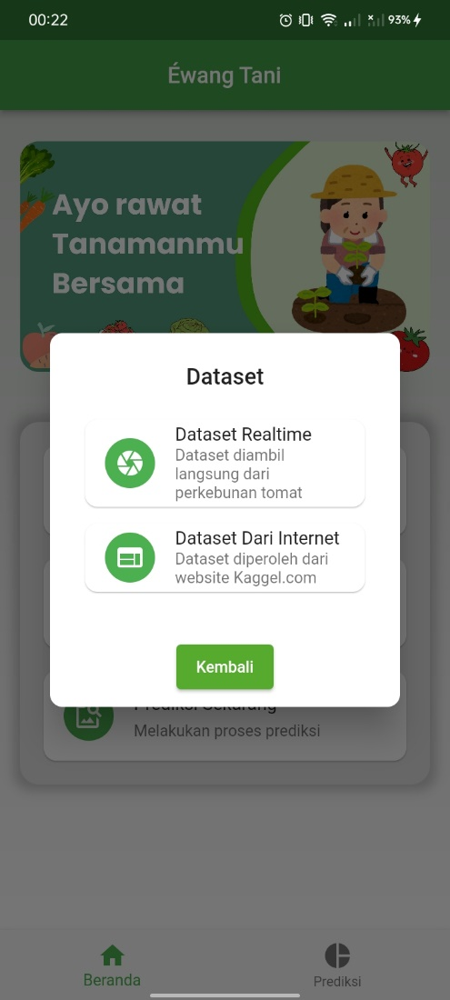 00:22
93%
Éwang Tani
Ayo rawat
Tanamanmu
Bersama
Dataset
Dataset Realtime
Dataset diambil
langsung dari
perkebunan tomat
Dataset Dari Internet
Dataset diperoleh dari
website Kaggel.com
Kembali
Prediksi Sekarang
Melakukan proses prediksi
Beranda
Prediksi